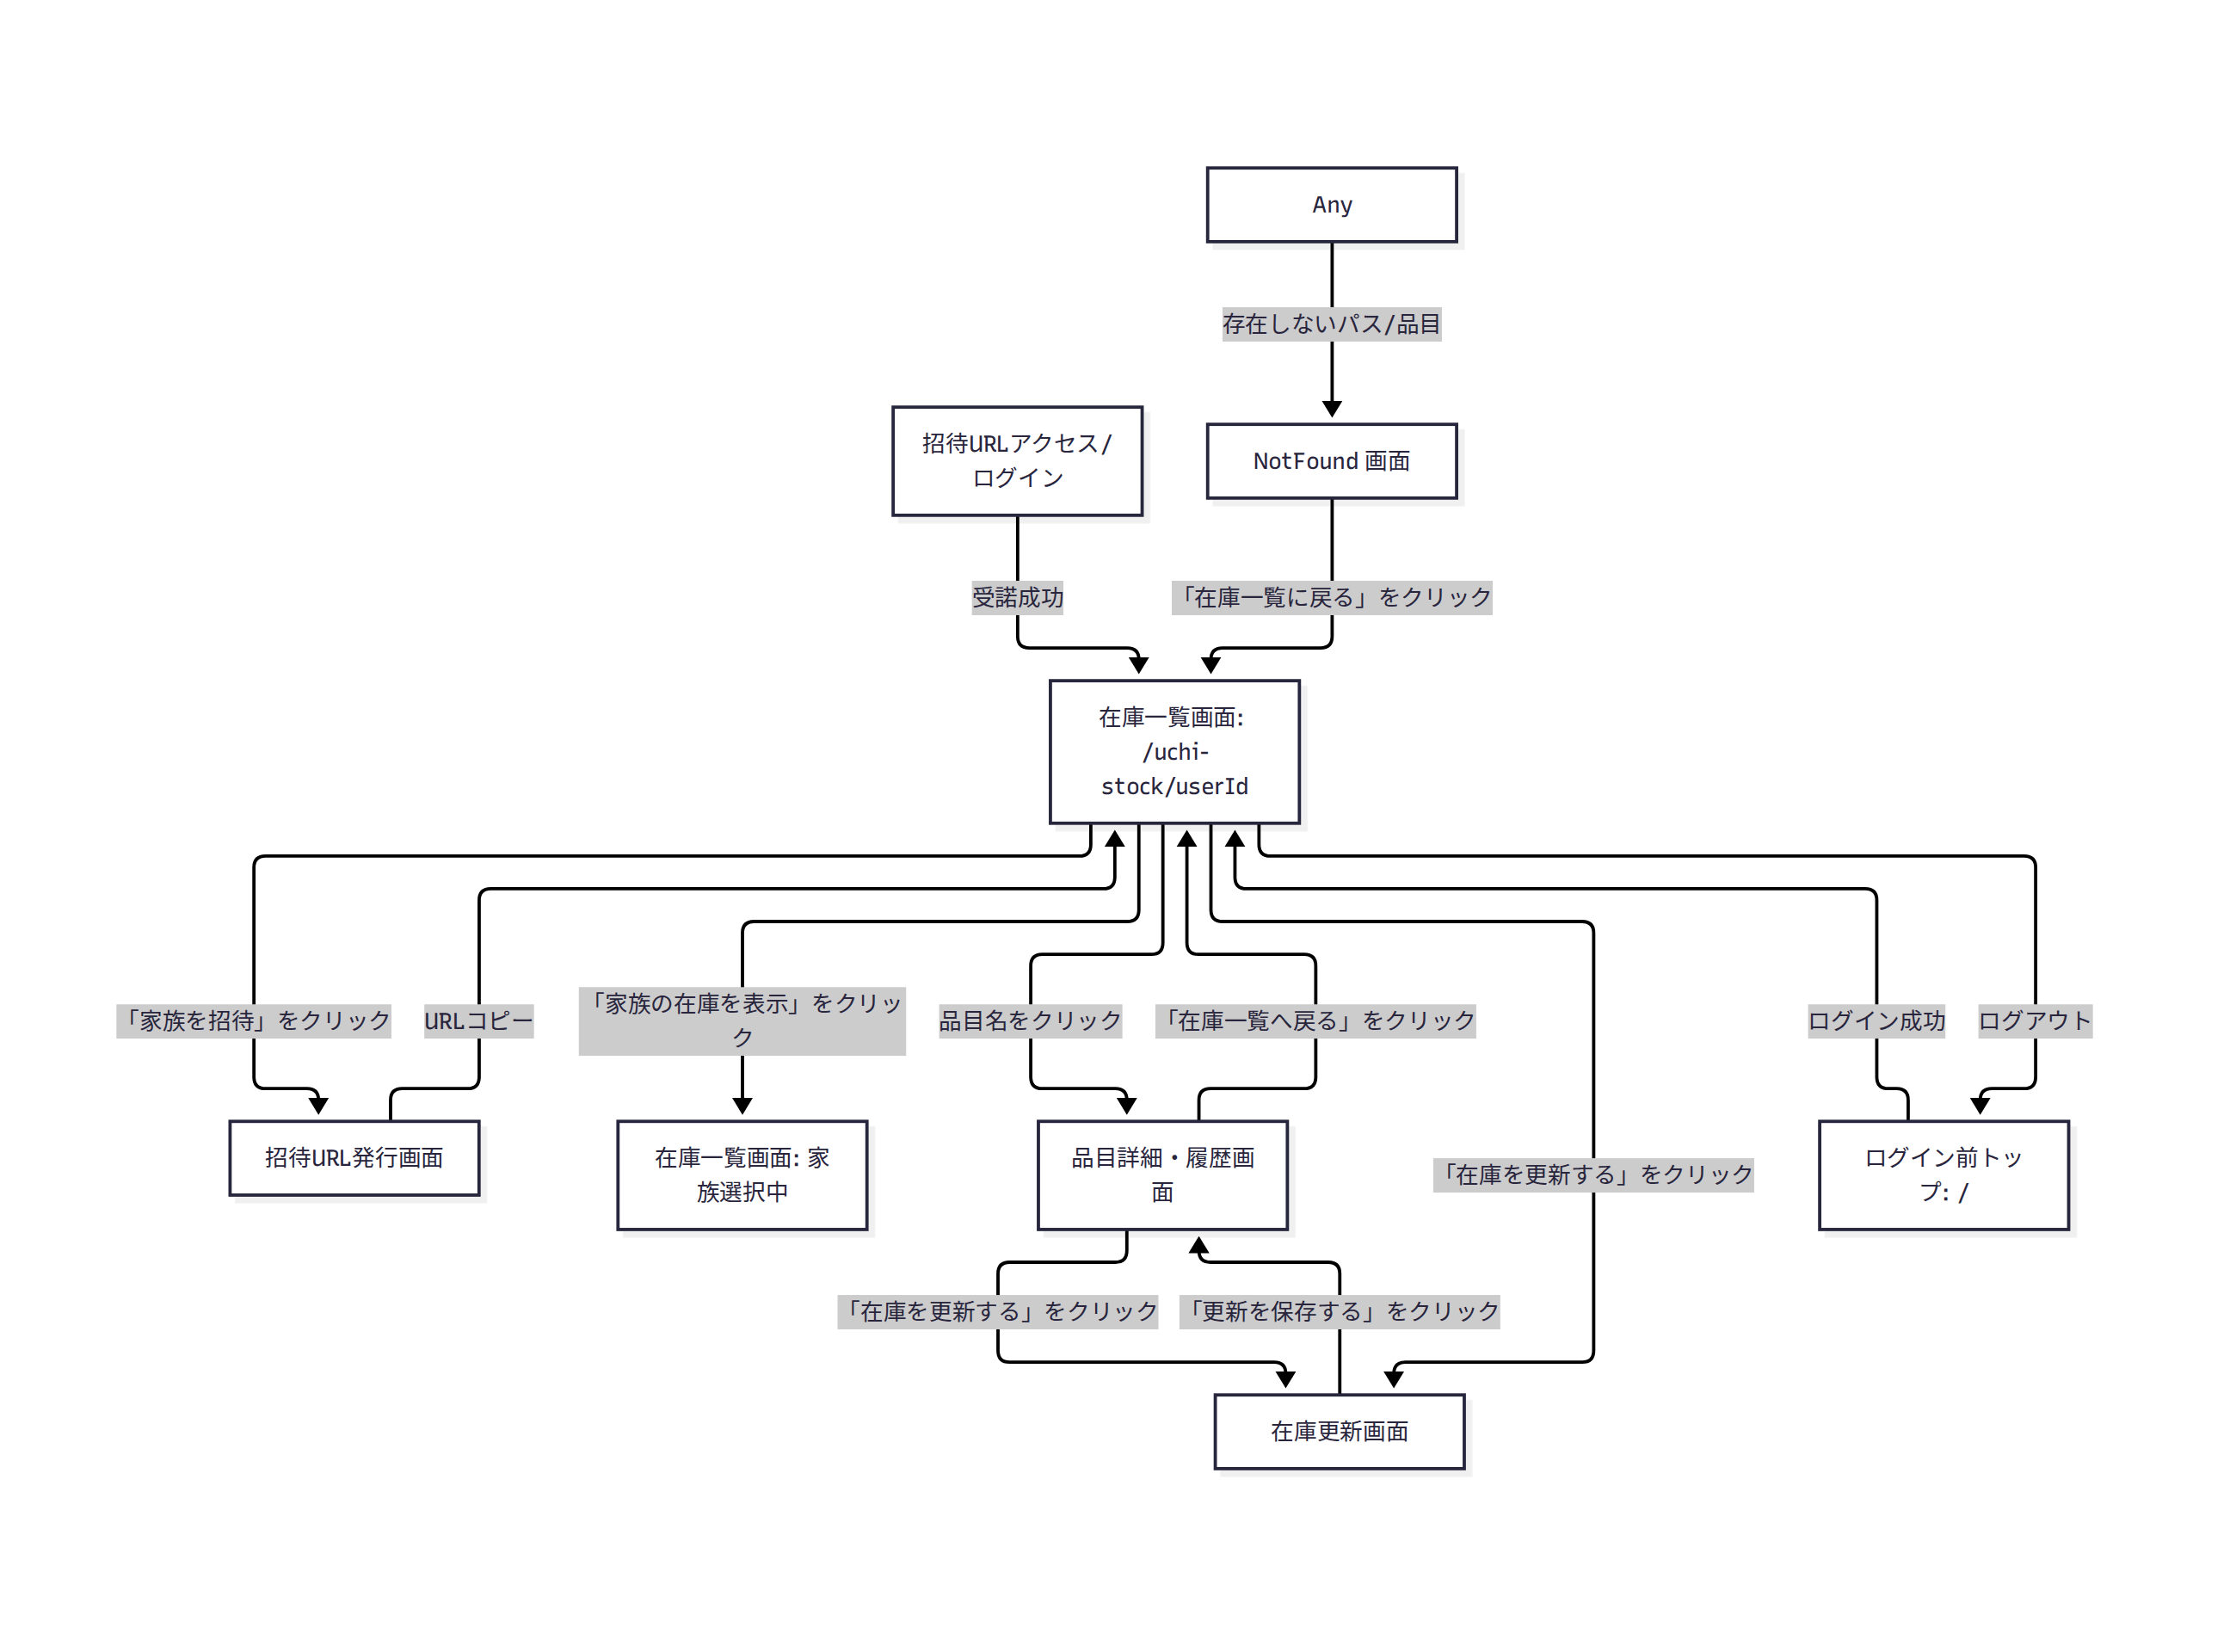 Any
存在しないパス/品目
招待URLアクセス/
ログイン
NotFound 画面
受諾成功
「在庫一覧に戻る」をクリック
在庫一覧画面:
/uchi-
stock/userId
「家族を招待」をクリック
URLコピー
「家族の在庫を表示」をクリッ
ク
品目名をクリック
「在庫一覧へ戻る」をクリック
ログイン成功
ログアウト
招待URL発行画面
在庫一覧画面: 家
族選択中
品目詳細・履歴画
面
「在庫を更新する」をクリック
ログイン前トッ
プ: /
「在庫を更新する」をクリック
「更新を保存する」をクリック
在庫更新画面